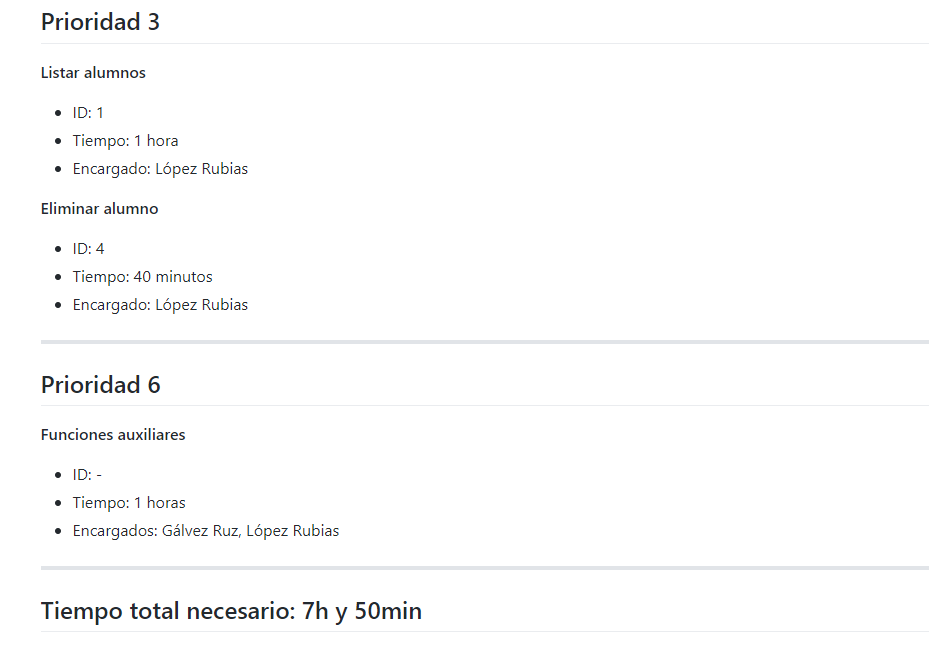 Prioridad 3
Listar alumnos
ID: 1
Tiempo: 1 hora
Encargado: López Rubias
Eliminar alumno
ID: 4
Tiempo: 40 minutos
Encargado: López Rubias
Prioridad 6
Funciones auxiliares
ID: -
Tiempo: 1 horas
Encargados: Gálvez Ruz, López Rubias
Tiempo total necesario: 7h y 50min